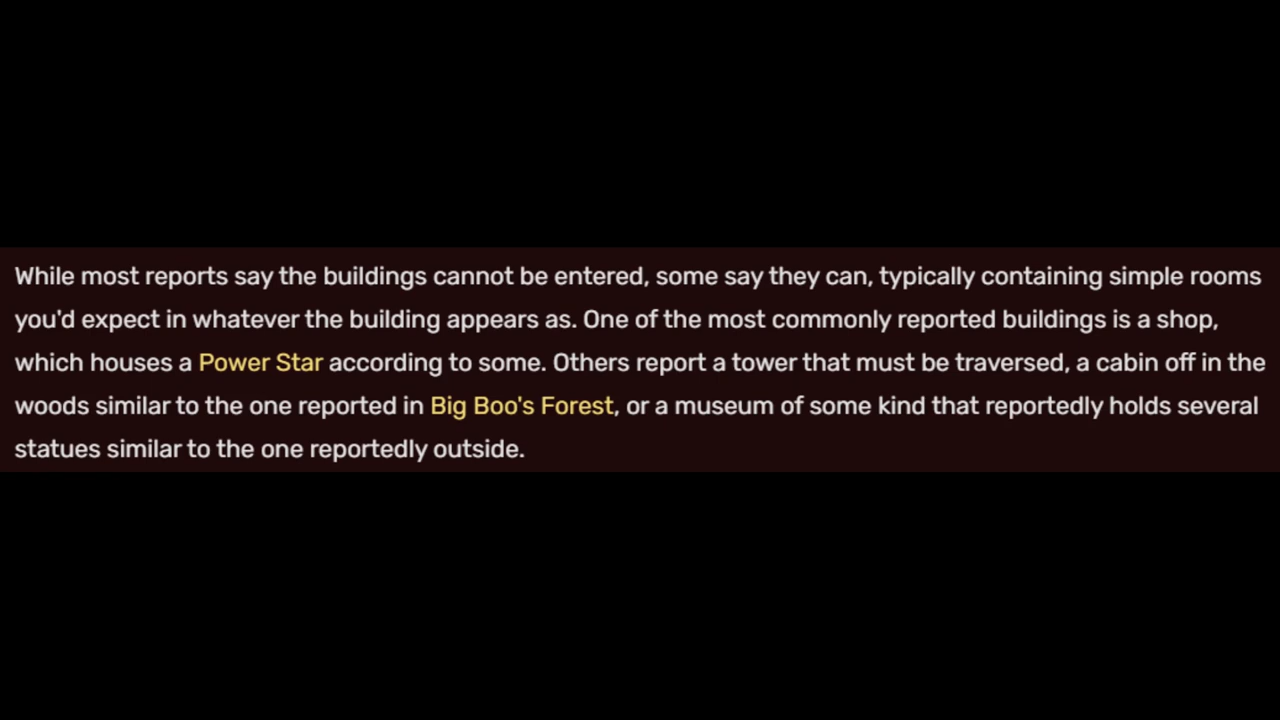 While most reports say the buildings cannot be entered, some say they can, typically containing simple rooms
you'd expect in whatever the building appears as. One of the most commonly reported buildings is a shop,
which houses a Power Star according to some. Others report a tower that must be traversed, a cabin off in the
woods similar to the one reported in Big Boo's Forest, or a museum of some kind that reportedly holds several
statues similar to the one reportedly outside.